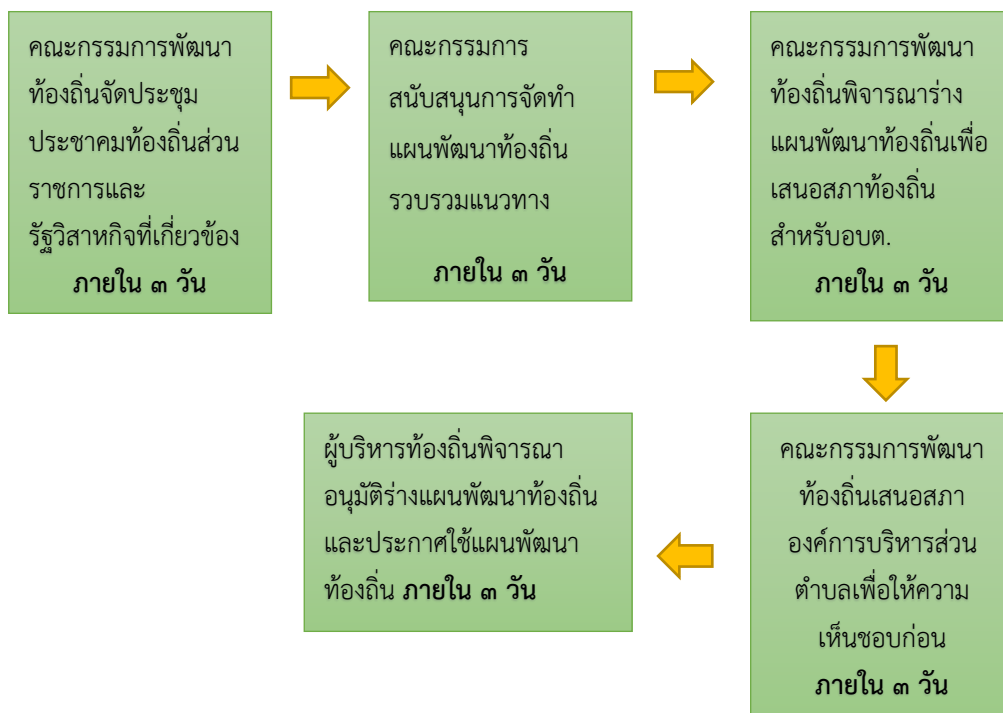 คณะกรรมการพัฒนา
ท้องถิ่นจัดประชุม
ประชาคมท้องถิ่นส่วน
ราชการและ
รัฐวิสาหกิจที่เกี่ยวข้อง
ภายใน ๓ วัน
คณะกรรมการ
สนับสนุนการจัดทำ
แผนพัฒนาท้องถิ่น
รวบรวมแนวทาง
ภายใน ๓ วัน
คณะกรรมการพัฒนา
ท้องถิ่นพิจารณาร่าง
แผนพัฒนาท้องถิ่นเพื่อ
เสนอสภาท้องถิ่น
สำหรับอบต.
ภายใน ๓ วัน
คณะกรรมการพัฒนา
ท้องถิ่นเสนอสภา
องค์การบริหารส่วน
ตำบลเพื่อให้ความ
เห็นชอบก่อน
ภายใน ๓ วัน
ผู้บริหารท้องถิ่นพิจารณา
อนุมัติร่างแผนพัฒนาท้องถิ่น
และประกาศใช้แผนพัฒนา
ท้องถิ่น ภายใน ๓ วัน